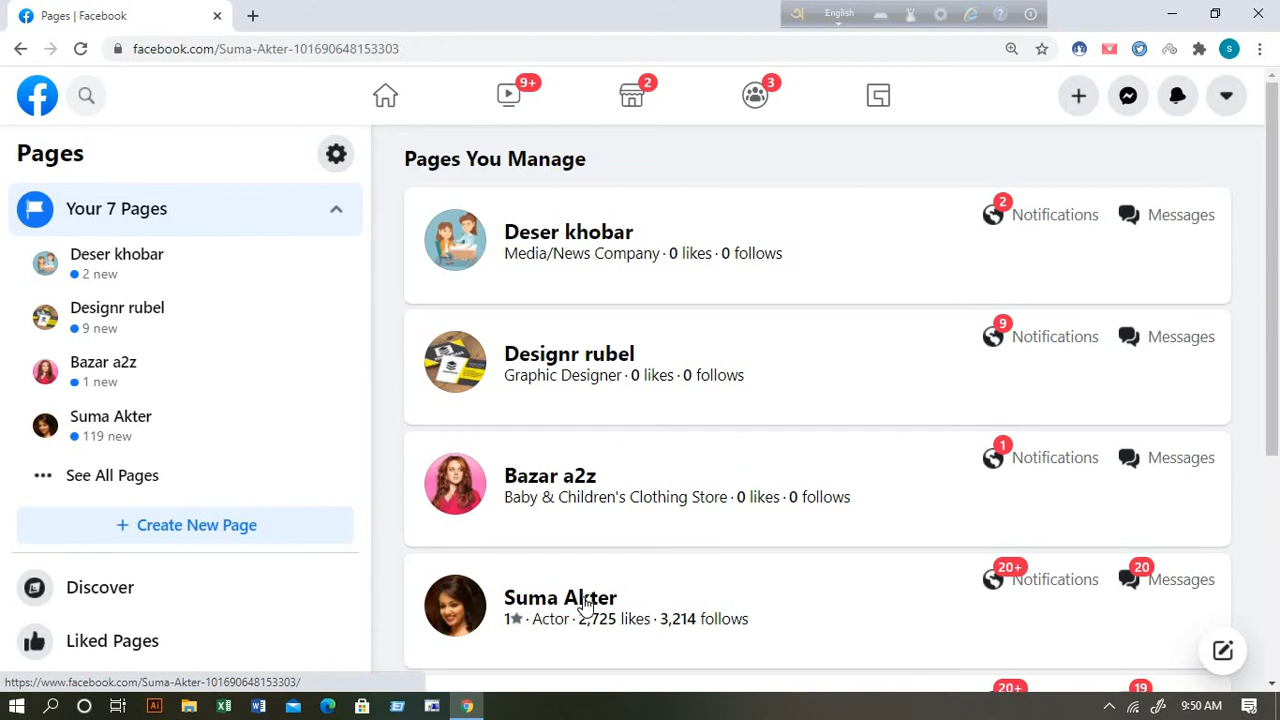 Pages | Facebook
English
facebook.com/Suma-Akter-101690648153303
S
9+
2
3
Pages
Your 7 Pages
Deser khobar
2 new
Designr rubel
9 new
Bazar a2z
1 new
Suma Akter
119 new
See All Pages
+ Create New Page
Discover
Liked Pages
Pages You Manage
Deser khobar
Media/News Company · 0 likes · 0 follows
2
Notifications
Messages
Designr rubel
Graphic Designer · 0 likes · 0 follows
9
Notifications
Messages
Bazar a2z
Baby & Children's Clothing Store · 0 likes · 0 follows
1
Notifications
Messages
Suma Akter
1★ · Actor · 2,725 likes · 3,214 follows
20+
Notifications
20
Messages
20+
19
https://www.facebook.com/Suma-Akter-101690648153303/
Ai
9:50 AM